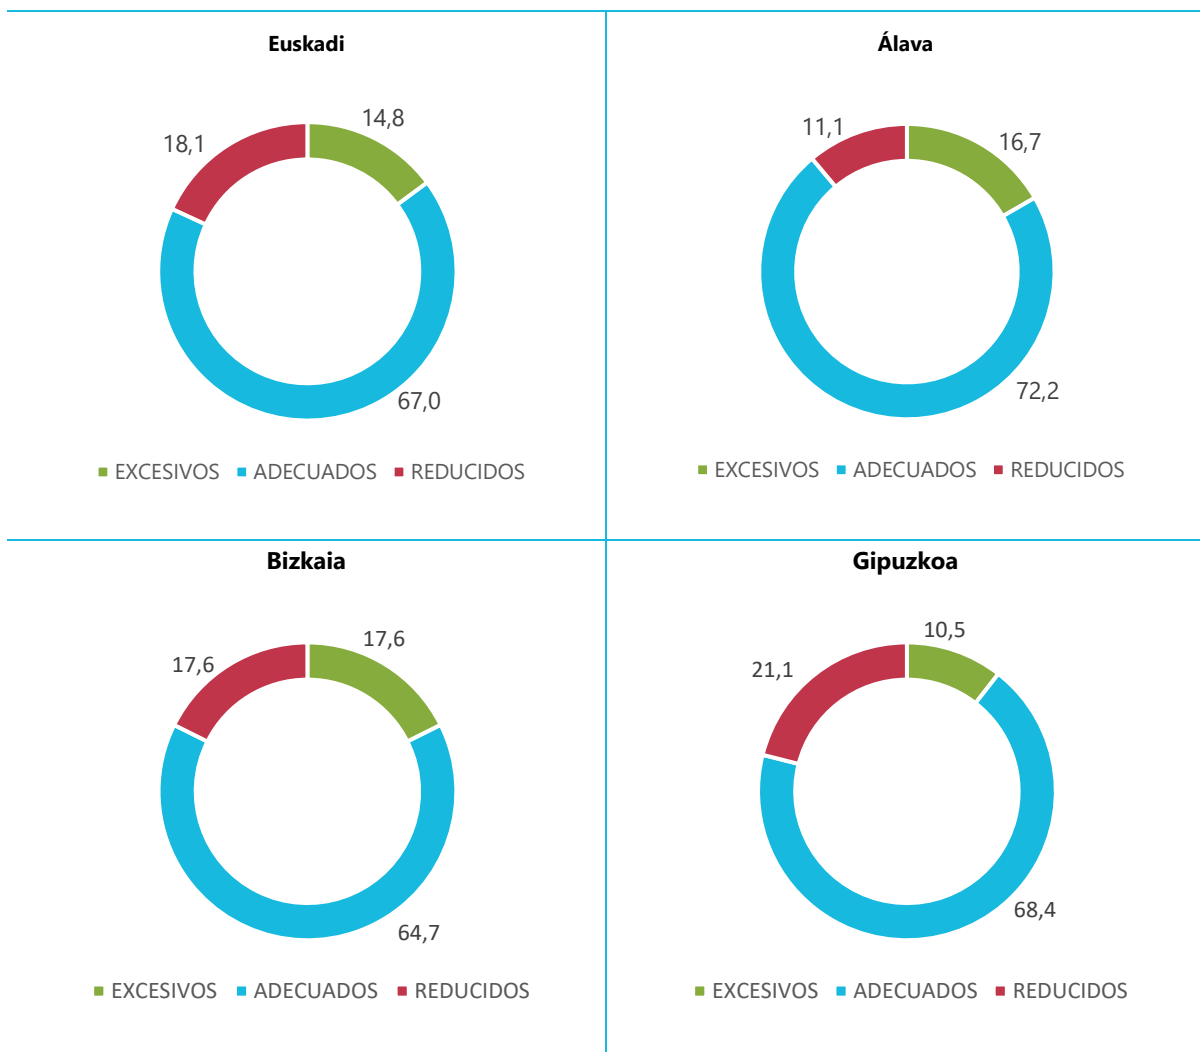 Euskadi
14,8
18,1
67,0
EXCESIVOS ADECUADOS REDUCIDOS
Álava
11,1
16,7
72,2
EXCESIVOS ADECUADOS REDUCIDOS
Bizkaia
17,6
17,6
64,7
EXCESIVOS ADECUADOS REDUCIDOS
Gipuzkoa
10,5
21,1
68,4
EXCESIVOS ADECUADOS REDUCIDOS